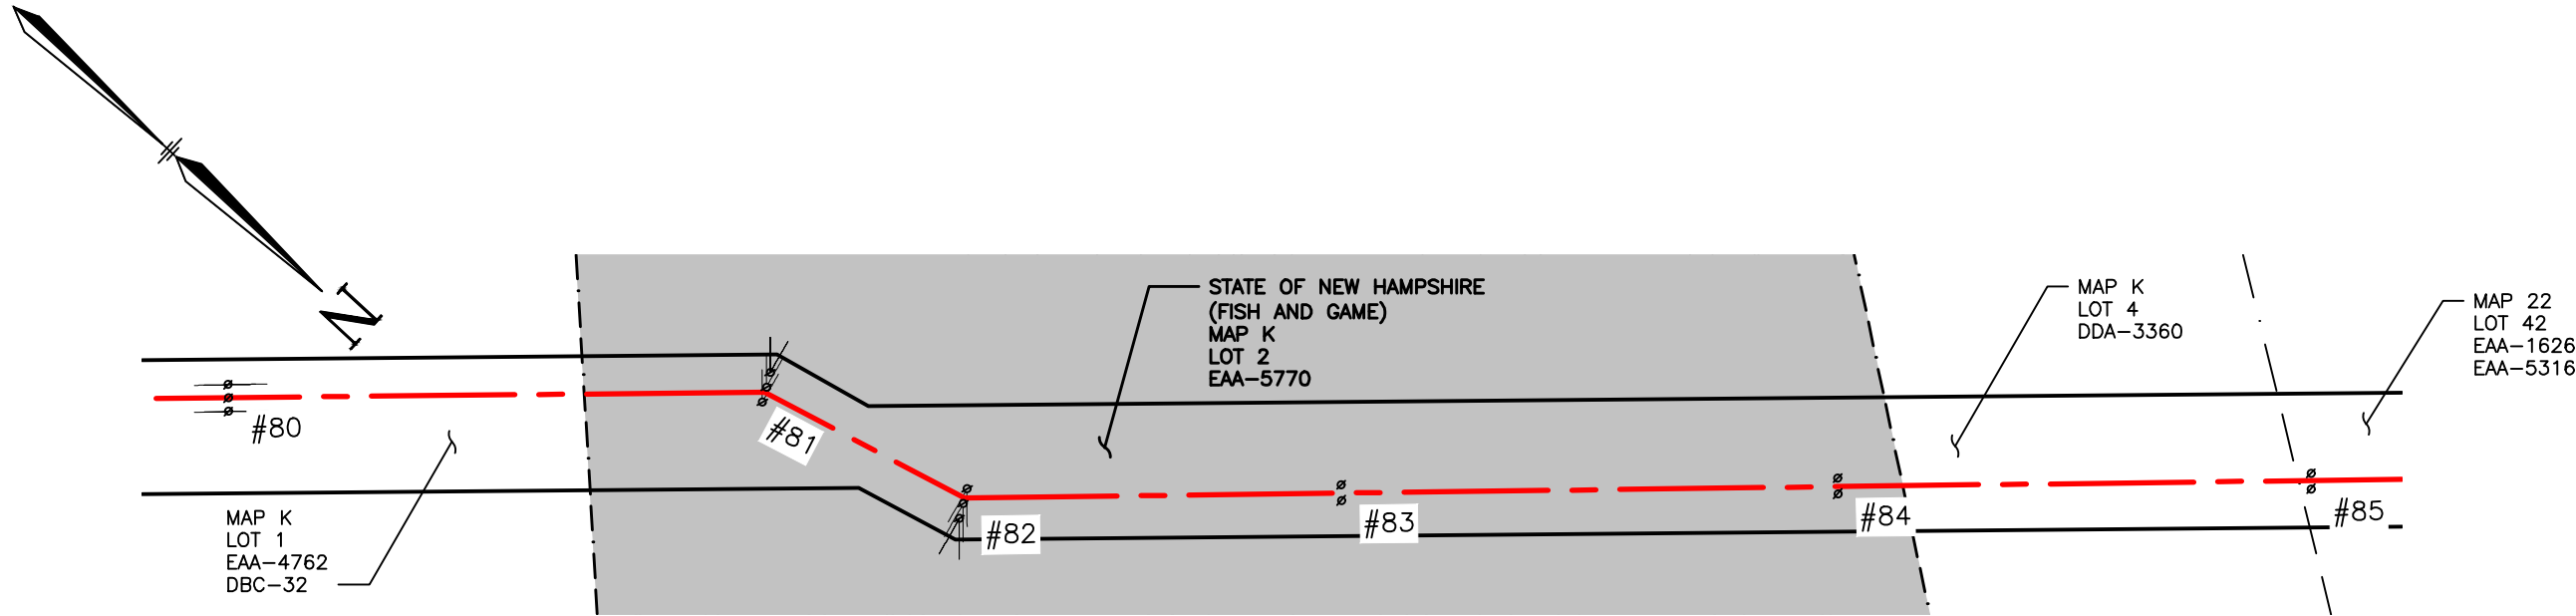 N
STATE OF NEW HAMPSHIRE
(FISH AND GAME)
MAP K
LOT 2
EAA-5770
MAP K
LOT 4
DDA-3360
MAP 22
LOT 42
EAA-1626
EAA-5316
#80
#81
#82
#83
#84
#85
MAP K
LOT 1
EAA-4762
DBC-32